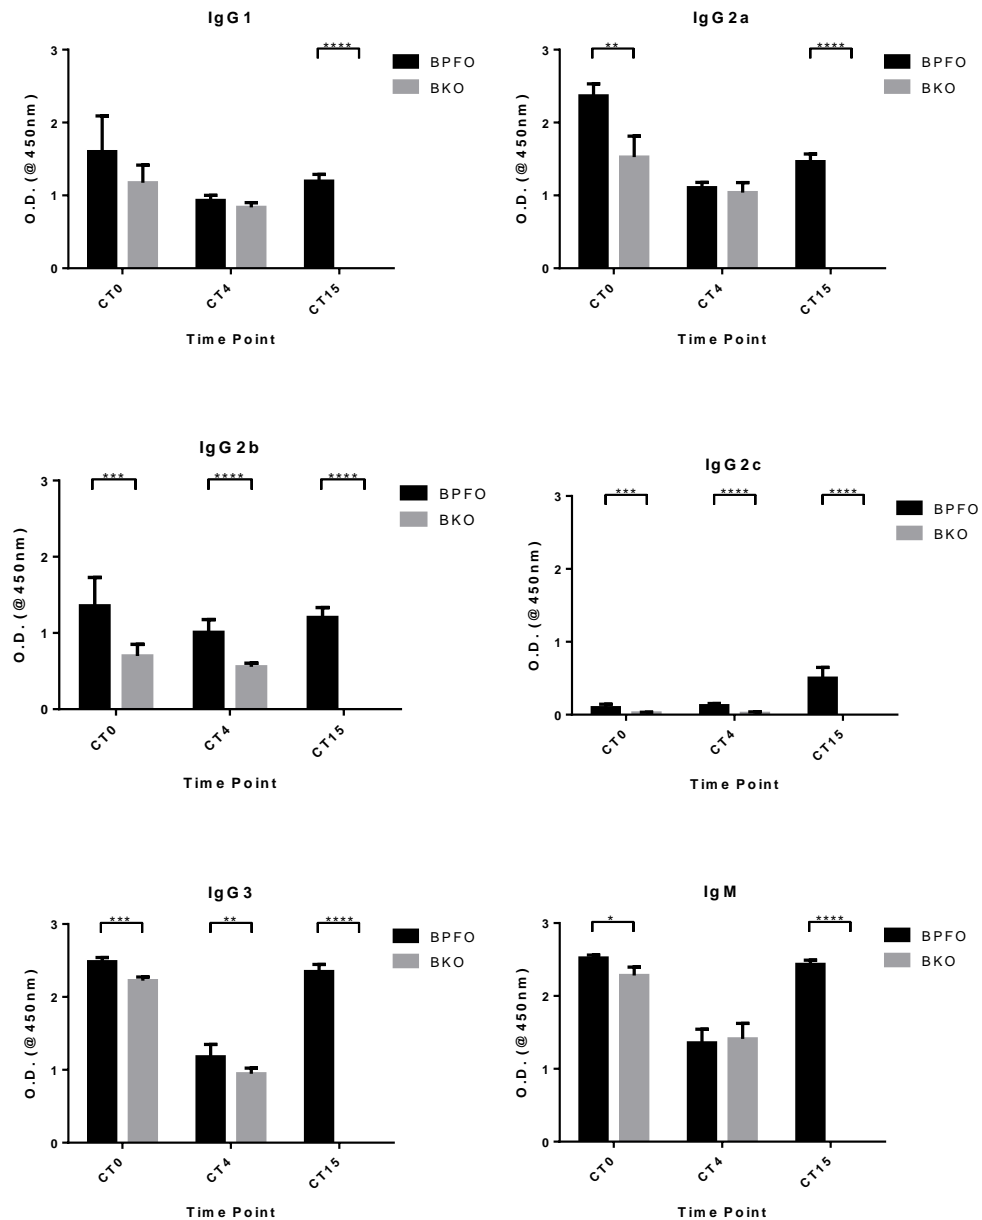 IgG1
3
2
1
0
O.D. (@450nm)
****
BPFO
BKO
CT0
CT4
CT15
Time Point
IgG2a
3
2
1
0
O.D. (@450nm)
**
****
BPFO
BKO
CT0
CT4
CT15
Time Point
IgG2b
3
2
1
0
O.D. (@450nm)
***
****
****
BPFO
BKO
CT0
CT4
CT15
Time Point
IgG2c
3
2
1
0
O.D. (@450nm)
***
****
****
BPFO
BKO
CT0
CT4
CT15
Time Point
IgG3
3
2
1
0
O.D. (@450nm)
***
**
****
BPFO
BKO
CT0
CT4
CT15
Time Point
IgM
3
2
1
0
O.D. (@450nm)
*
****
BPFO
BKO
CT0
CT4
CT15
Time Point